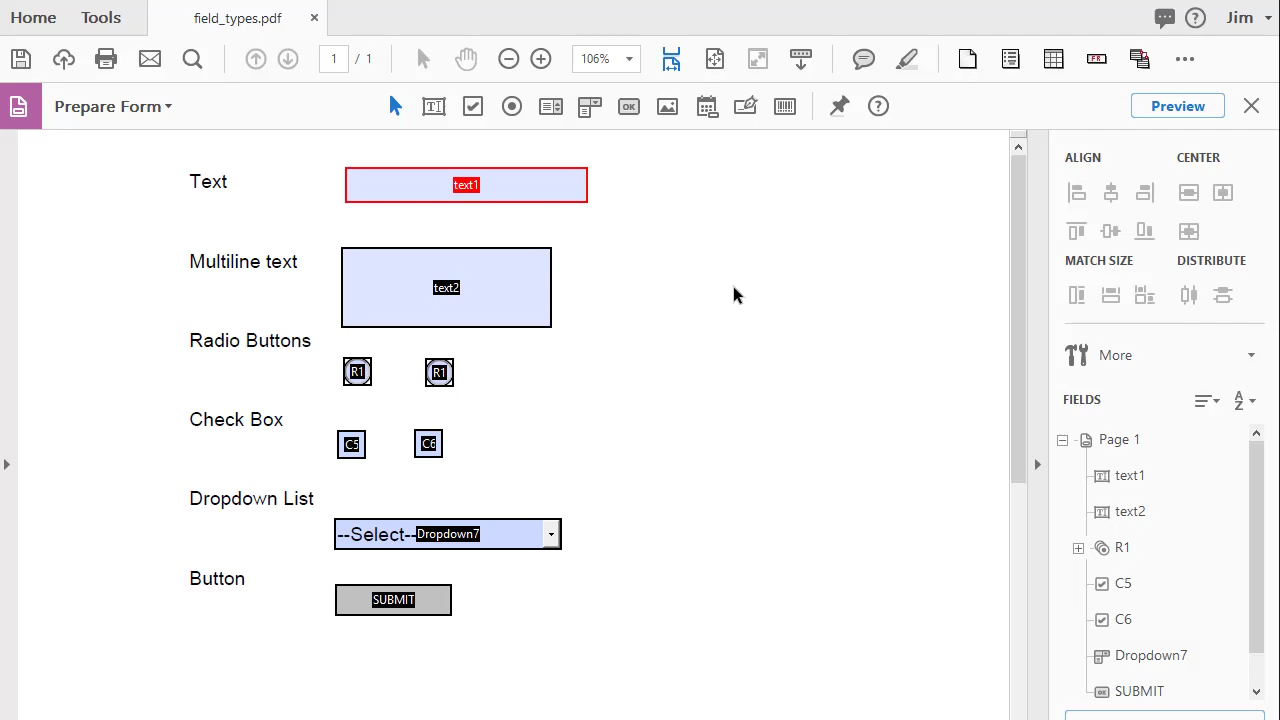 Home Tools field_types.pdf × Jim
1 / 1 106%
Prepare Form Preview
ALIGN CENTER
MATCH SIZE DISTRIBUTE
More
FIELDS
Page 1
text1
text2
R1
C5
C6
Dropdown7
SUBMIT
Text text1
Multiline text text2
Radio Buttons
R1 R1
Check Box
C5 C6
Dropdown List
--Select-- Dropdown7
Button
SUBMIT